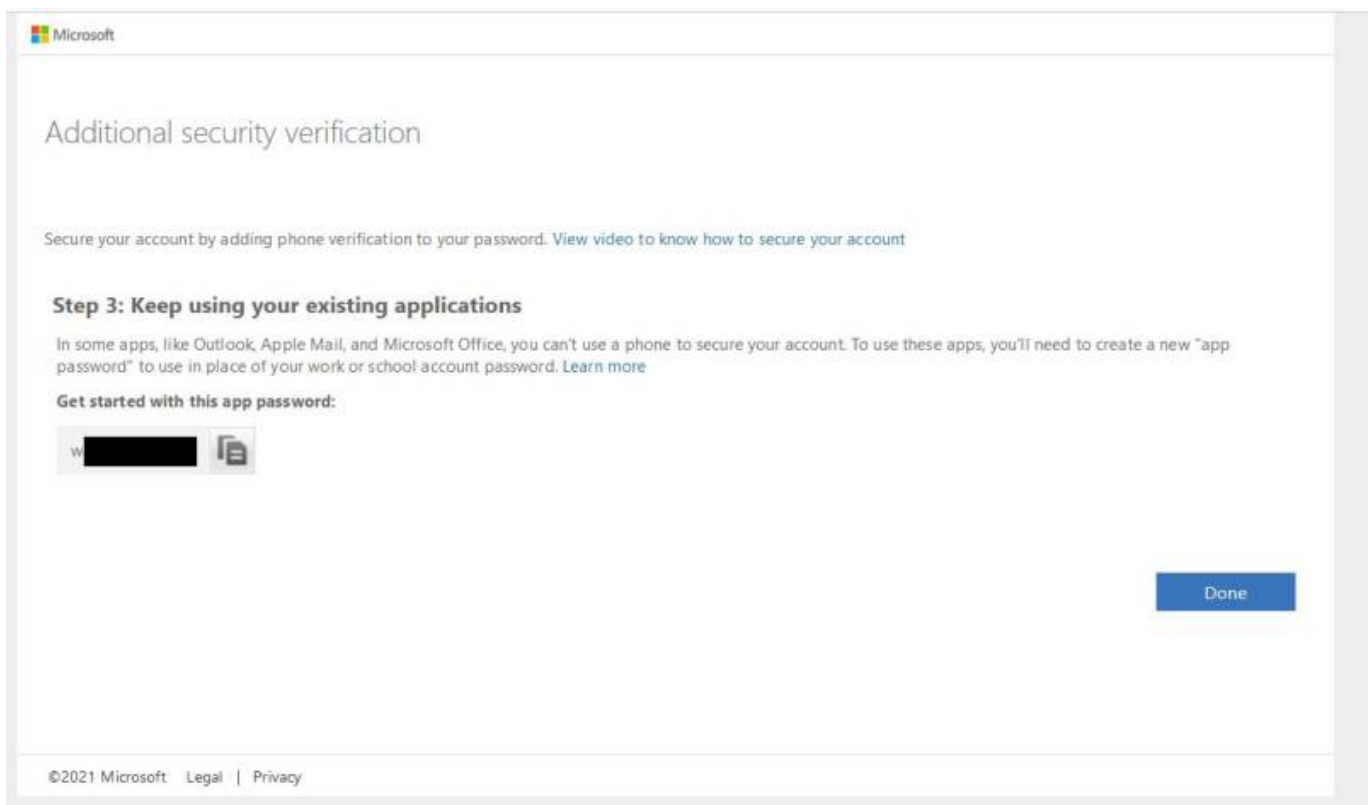 Microsoft
Additional security verification
Secure your account by adding phone verification to your password. View video to know how to secure your account
Step 3: Keep using your existing applications
In some apps, like Outlook, Apple Mail, and Microsoft Office, you can't use a phone to secure your account. To use these apps, you'll need to create a new "app
password" to use in place of your work or school account password. Learn more
Get started with this app password:
w
Done
©2021 Microsoft Legal | Privacy